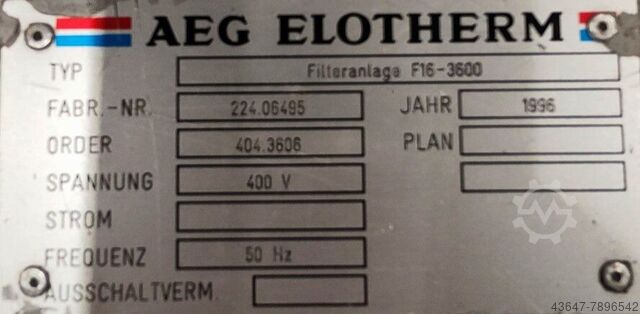 AEG ELOTHERM
TYP Filteranlage F16-3600
FABR.-NR. 224.06495 JAHR 1996
ORDER 404.3606 PLAN
SPANNUNG 400 V
STROM
FREQUENZ 50 Hz
AUSSCHALTVERM.
43647-7896542